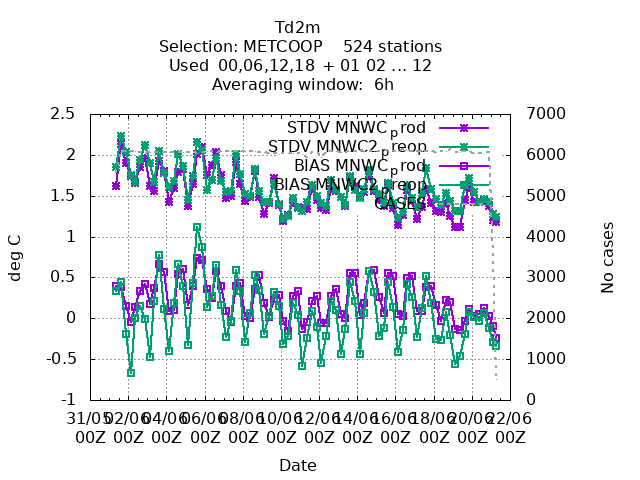 Td2m
Selection: METCOOP 524 stations
Used 00,06,12,18 + 01 02 ... 12
Averaging window: 6h
2.5
2
1.5
1
0.5
0
-0.5
-1
deg C
STDV MNWC_prod
STDV MNWC2_preop
BIAS MNWC_prod
BIAS MNWC2_preop
CASES
7000
6000
5000
4000
3000
2000
1000
0
No cases
31/05 02/06 04/06 06/06 08/06 10/06 12/06 14/06 16/06 18/06 20/06 22/06
00Z 00Z 00Z 00Z 00Z 00Z 00Z 00Z 00Z 00Z 00Z 00Z
Date